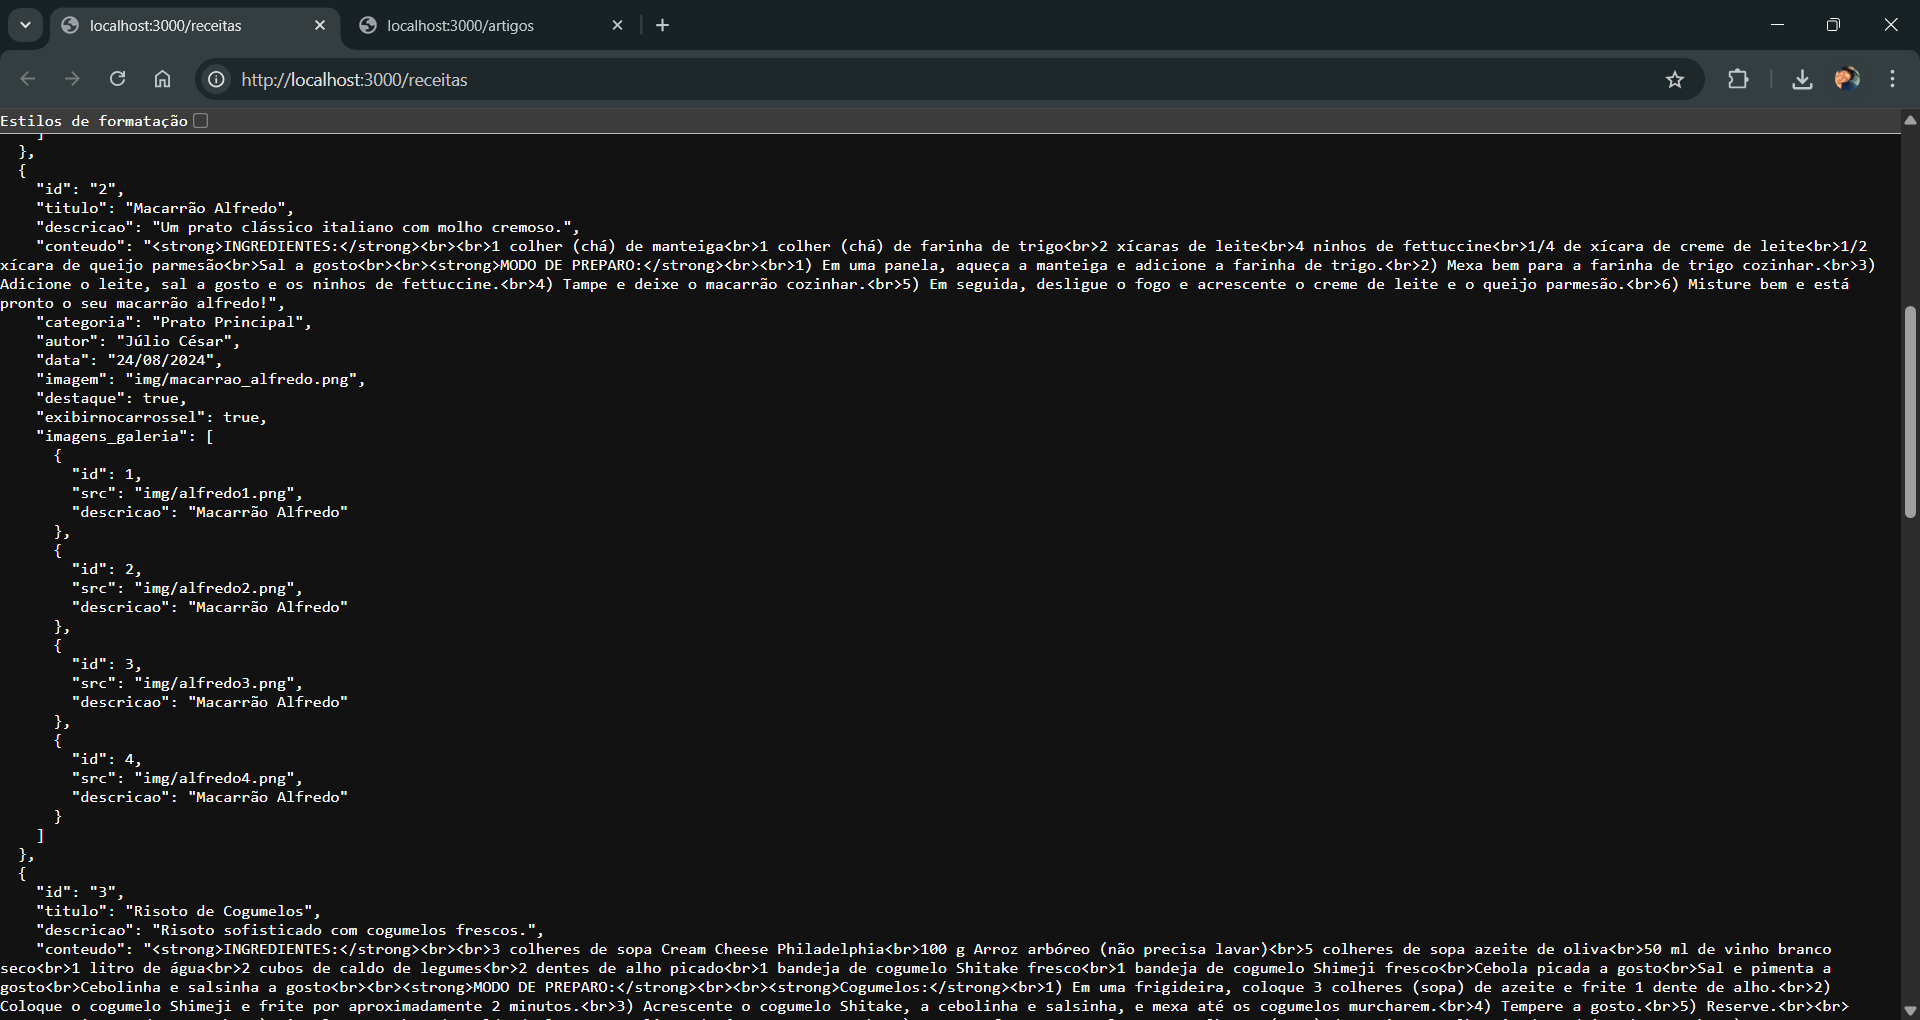 localhost:3000/receitas
localhost:3000/artigos
http://localhost:3000/receitas
Estilos de formatação
]
},
{
"id": "2",
"titulo": "Macarrão Alfredo",
"descricao": "Um prato clássico italiano com molho cremoso.",
"conteudo": "<strong>INGREDIENTES:</strong><br><br>1 colher (chá) de manteiga<br>1 colher (chá) de farinha de trigo<br>2 xícaras de leite<br>4 ninhos de fettuccine<br>1/4 de xícara de creme de leite<br>1/2
xícara de queijo parmesão<br>Sal a gosto<br><br><strong>MODO DE PREPARO:</strong><br><br>1) Em uma panela, aqueça a manteiga e adicione a farinha de trigo.<br>2) Mexa bem para a farinha de trigo cozinhar.<br>3)
Adicione o leite, sal a gosto e os ninhos de fettuccine.<br>4) Tampe e deixe o macarrão cozinhar.<br>5) Em seguida, desligue o fogo e acrescente o creme de leite e o queijo parmesão.<br>6) Misture bem e está
pronto o seu macarrão alfredo!",
"categoria": "Prato Principal",
"autor": "Júlio César",
"data": "24/08/2024",
"imagem": "img/macarrao_alfredo.png",
"destaque": true,
"exibirnocarrossel": true,
"imagens_galeria": [
{
"id": 1,
"src": "img/alfredo1.png",
"descricao": "Macarrão Alfredo"
},
{
"id": 2,
"src": "img/alfredo2.png",
"descricao": "Macarrão Alfredo"
},
{
"id": 3,
"src": "img/alfredo3.png",
"descricao": "Macarrão Alfredo"
},
{
"id": 4,
"src": "img/alfredo4.png",
"descricao": "Macarrão Alfredo"
}
]
},
{
"id": "3",
"titulo": "Risoto de Cogumelos",
"descricao": "Risoto sofisticado com cogumelos frescos.",
"conteudo": "<strong>INGREDIENTES:</strong><br><br>3 colheres de sopa Cream Cheese Philadelphia<br>100 g Arroz arbóreo (não precisa lavar)<br>5 colheres de sopa azeite de oliva<br>50 ml de vinho branco
seco<br>1 litro de água<br>2 cubos de caldo de legumes<br>2 dentes de alho picado<br>1 bandeja de cogumelo Shitake fresco<br>1 bandeja de cogumelo Shimeji fresco<br>Cebola picada a gosto<br>Sal e pimenta a
gosto<br>Cebolinha e salsinha a gosto<br><br><strong>MODO DE PREPARO:</strong><br><br><strong>Cogumelos:</strong><br>1) Em uma frigideira, coloque 3 colheres (sopa) de azeite e frite 1 dente de alho.<br>2)
Coloque o cogumelo Shimeji e frite por aproximadamente 2 minutos.<br>3) Acrescente o cogumelo Shitake, a cebolinha e salsinha, e mexa até os cogumelos murcharem.<br>4) Tempere a gosto.<br>5) Reserve.<br><br>